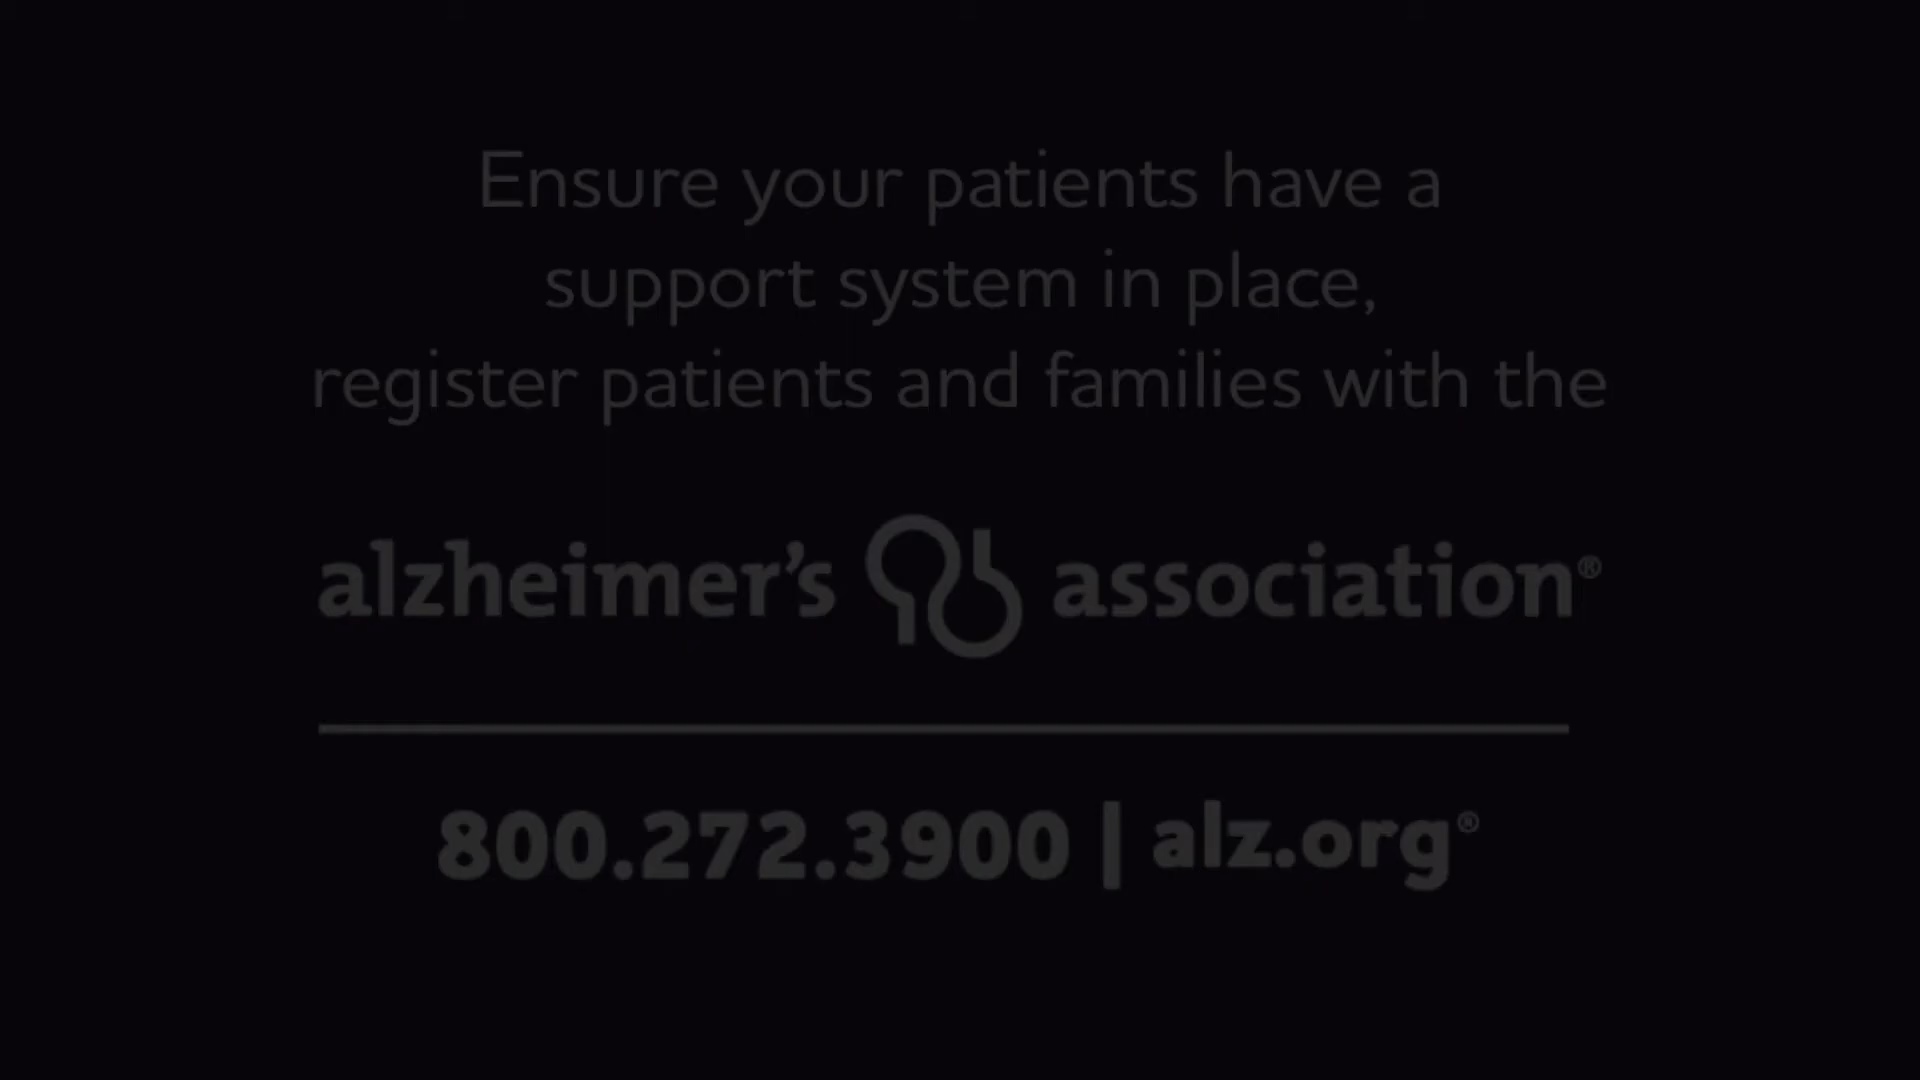 Ensure your patients have a
support system in place,
register patients and families with the
alzheimer's association®
800.272.3900 | alz.org®